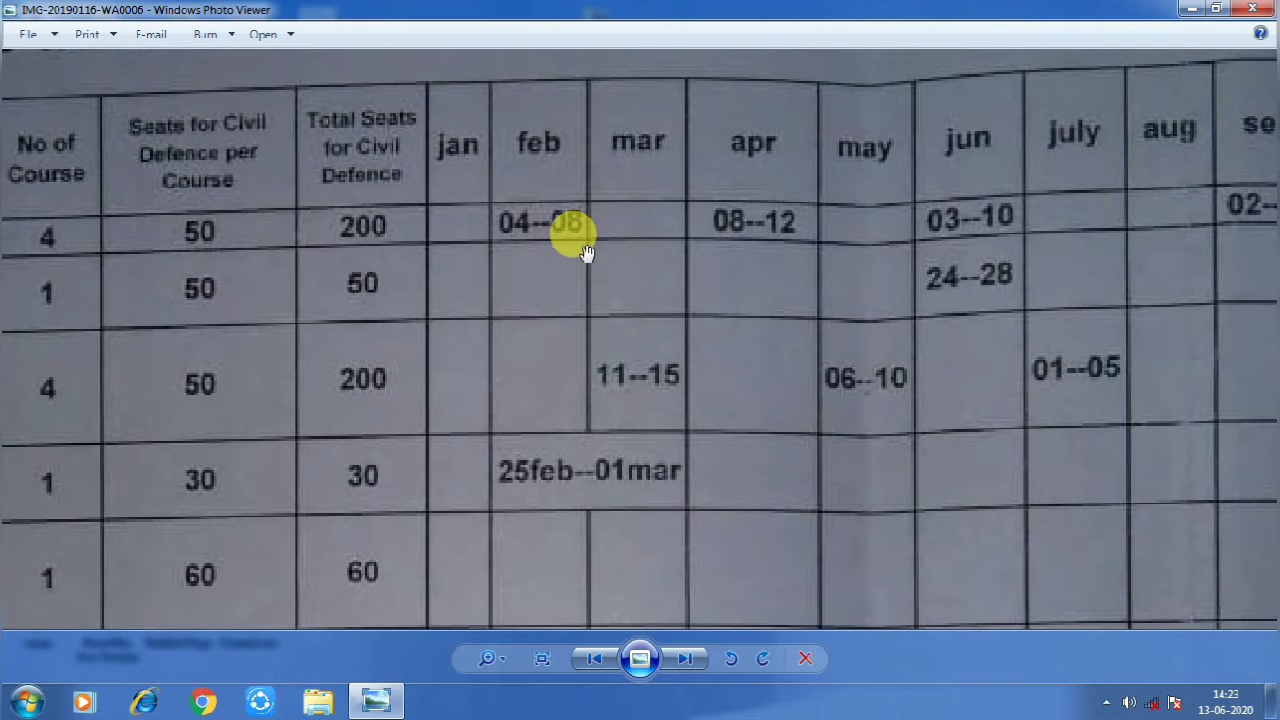 IMG-20190116-WA0006 - Windows Photo Viewer
File Print E-mail Burn Open
No of Course Seats for Civil Defence per Course Total Seats for Civil Defence jan feb mar apr may jun july aug se
4 50 200 04--08 08--12 03--10 02--
1 50 50 24--28
4 50 200 11--15 06--10 01--05
1 30 30 25feb--01mar
1 60 60
14:23
13-06-2020